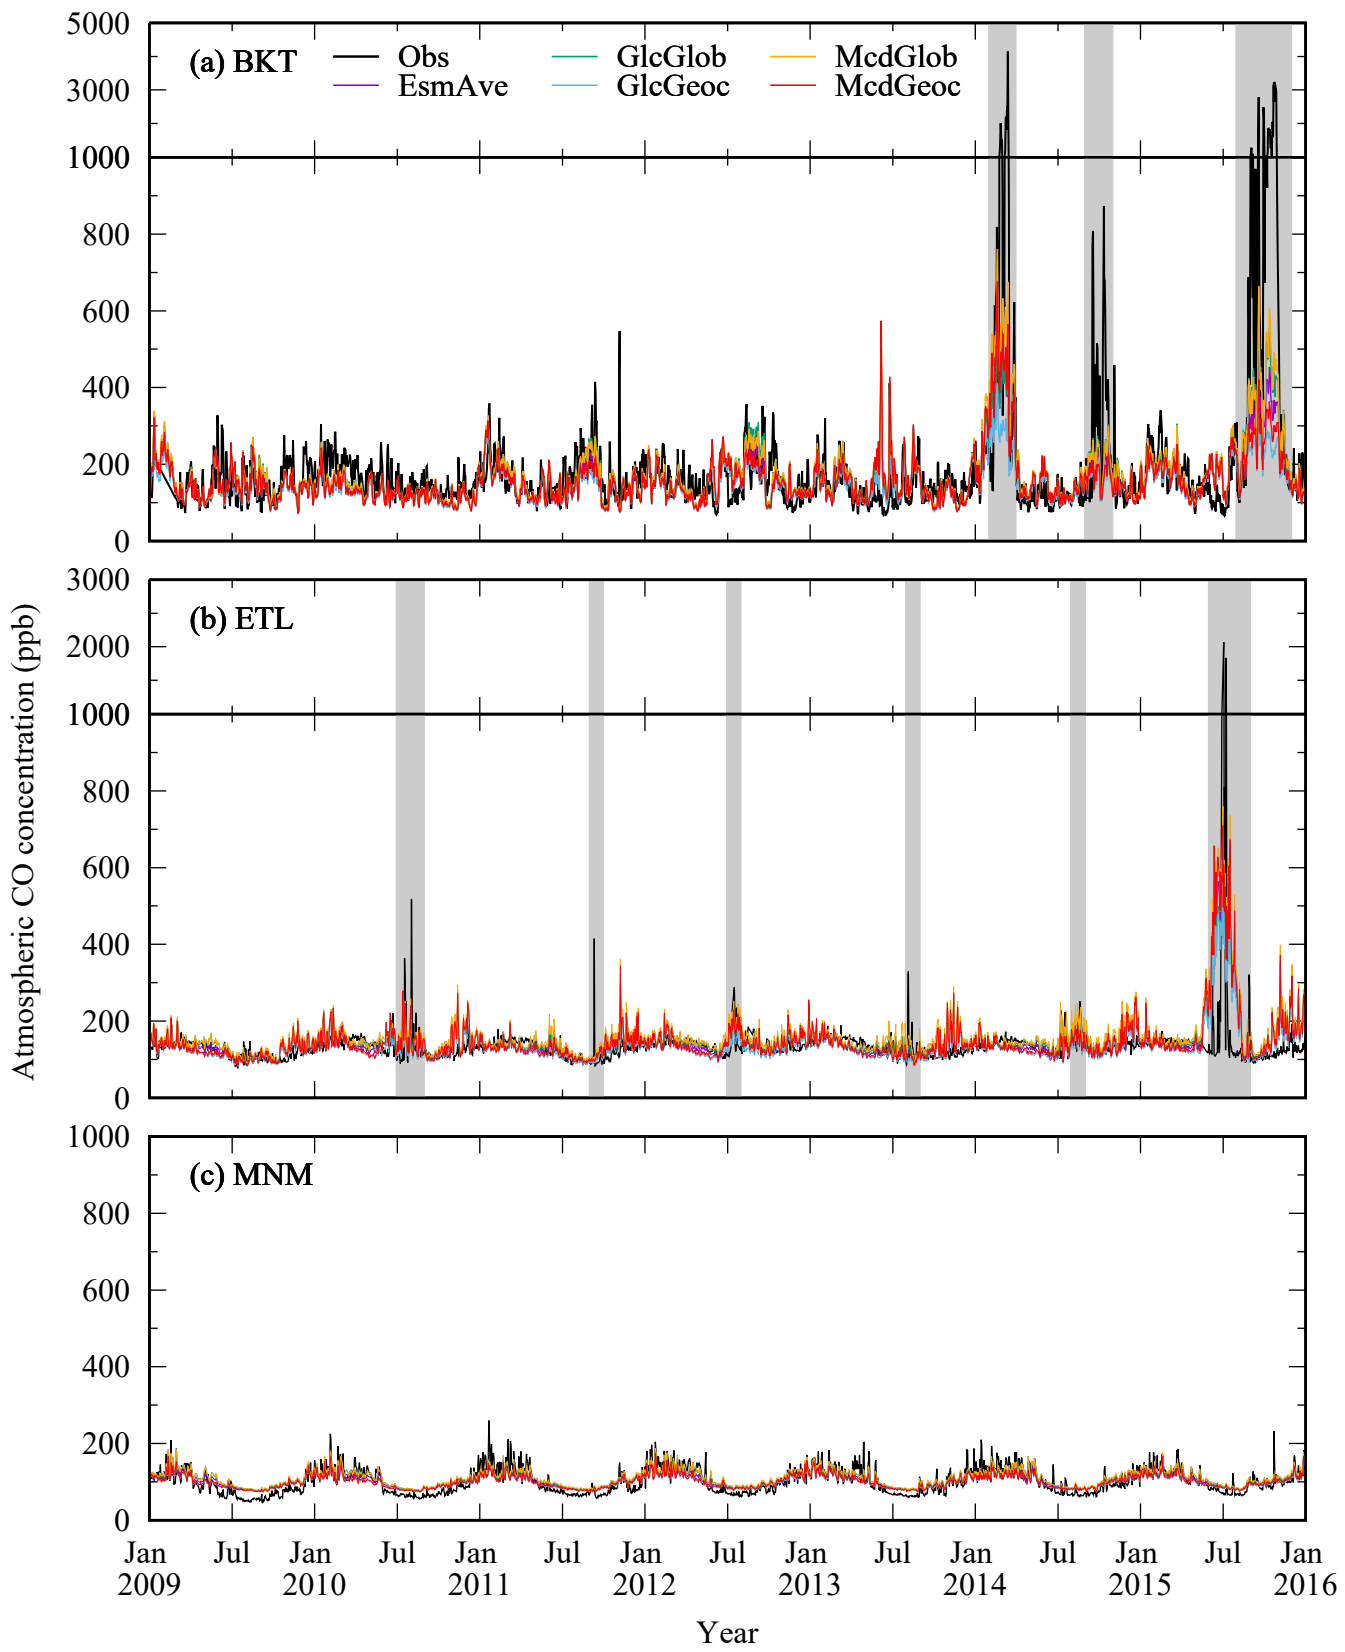 5000
(a) BKT
Obs
GlcGlob
McdGlob
EsmAve
GlcGeoc
McdGeoc
3000
1000
800
600
400
200
0
3000
(b) ETL
2000
1000
800
600
400
200
0
Atmospheric CO concentration (ppb)
1000
(c) MNM
800
600
400
200
0
Jan Jul Jan Jul Jan Jul Jan Jul Jan Jul Jan Jul Jan Jul Jan
2009 2010 2011 2012 2013 2014 2015 2016
Year